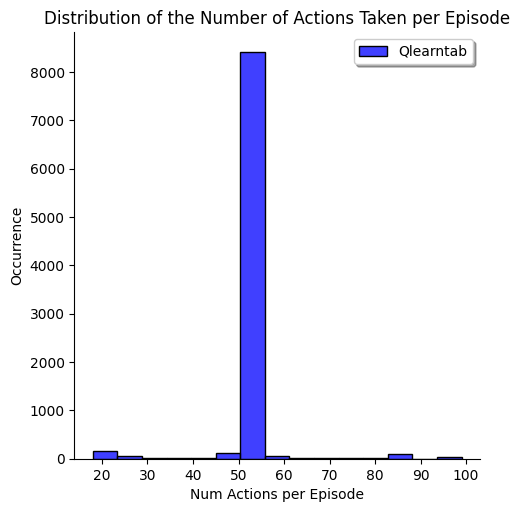 Distribution of the Number of Actions Taken per Episode
Qlearntab
8000
7000
6000
5000
4000
3000
2000
1000
0
Occurrence
20 30 40 50 60 70 80 90 100
Num Actions per Episode